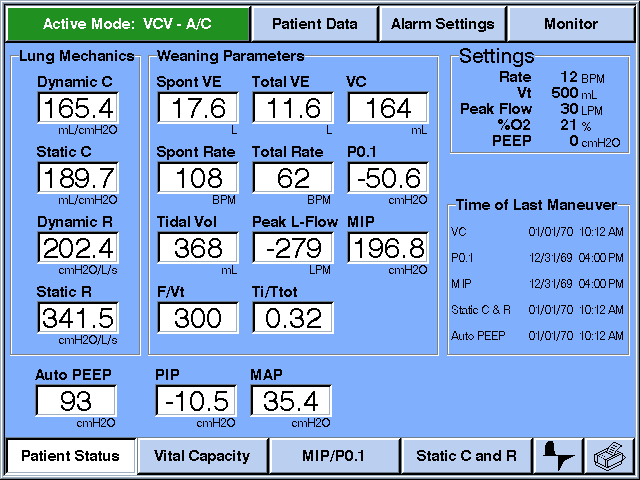 Active Mode: VCV - A/C
Patient Data
Alarm Settings
Monitor
Lung Mechanics
Dynamic C
165.4
mL/cmH2O
Static C
189.7
mL/cmH2O
Dynamic R
202.4
cmH2O/L/s
Static R
341.5
cmH2O/L/s
Weaning Parameters
Spont VE Total VE VC
17.6 11.6 164
L L mL
Spont Rate Total Rate P0.1
108 62 -50.6
BPM BPM cmH2O
Tidal Vol Peak L-Flow MIP
368 -279 196.8
mL LPM cmH2O
F/Vt Ti/Ttot
300 0.32
Settings
Rate 12 BPM
Vt 500 mL
Peak Flow 30 LPM
%O2 21 %
PEEP 0 cmH2O
Time of Last Maneuver
VC 01/01/70 10:12 AM
P0.1 12/31/69 04:00 PM
MIP 12/31/69 04:00 PM
Static C & R 01/01/70 10:12 AM
Auto PEEP 01/01/70 10:12 AM
Auto PEEP PIP MAP
93 -10.5 35.4
cmH2O cmH2O cmH2O
Patient Status
Vital Capacity
MIP/P0.1
Static C and R